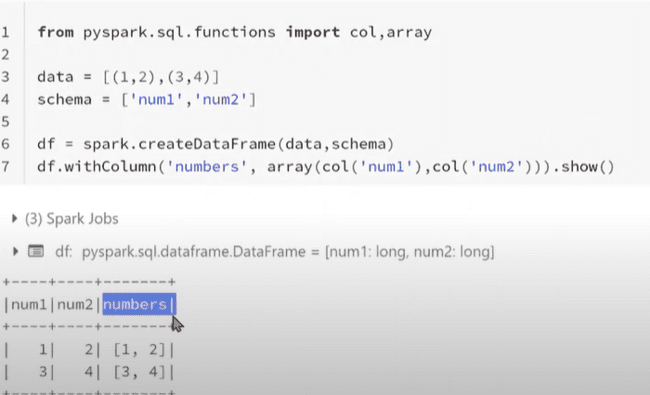 1 from pyspark.sql.functions import col,array
2
3 data = [(1,2),(3,4)]
4 schema = ['num1','num2']
5
6 df = spark.createDataFrame(data,schema)
7 df.withColumn('numbers', array(col('num1'),col('num2'))).show()
(3) Spark Jobs
df: pyspark.sql.dataframe.DataFrame = [num1: long, num2: long]
+----+----+-------+
|num1|num2|numbers|
+----+----+-------+
|   1|   2| [1, 2]|
|   3|   4| [3, 4]|
+----+----+-------+